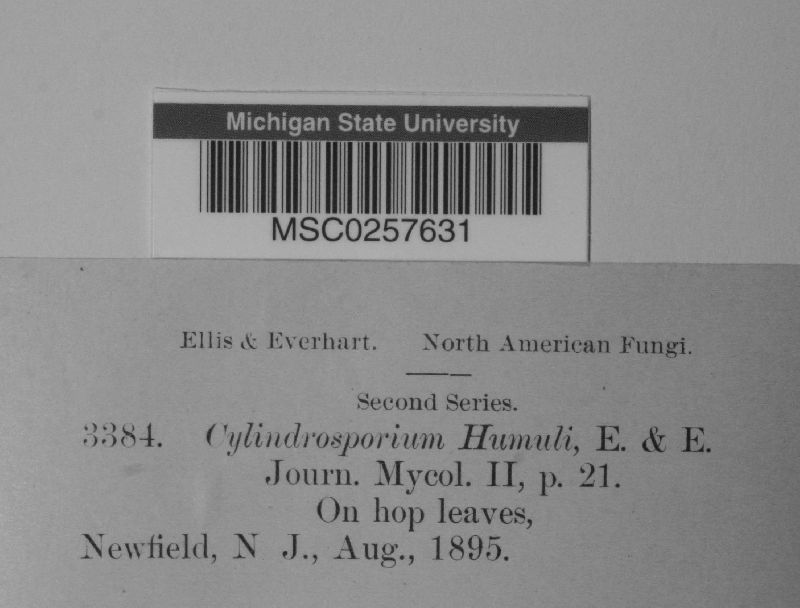 Michigan State University
MSC0257631
Ellis & Everhart. North American Fungi.
Second Series.
3384. Cylindrosporium Humuli, E. & E.
Journ. Mycol. II, p. 21.
On hop leaves,
Newfield, N J., Aug., 1895.